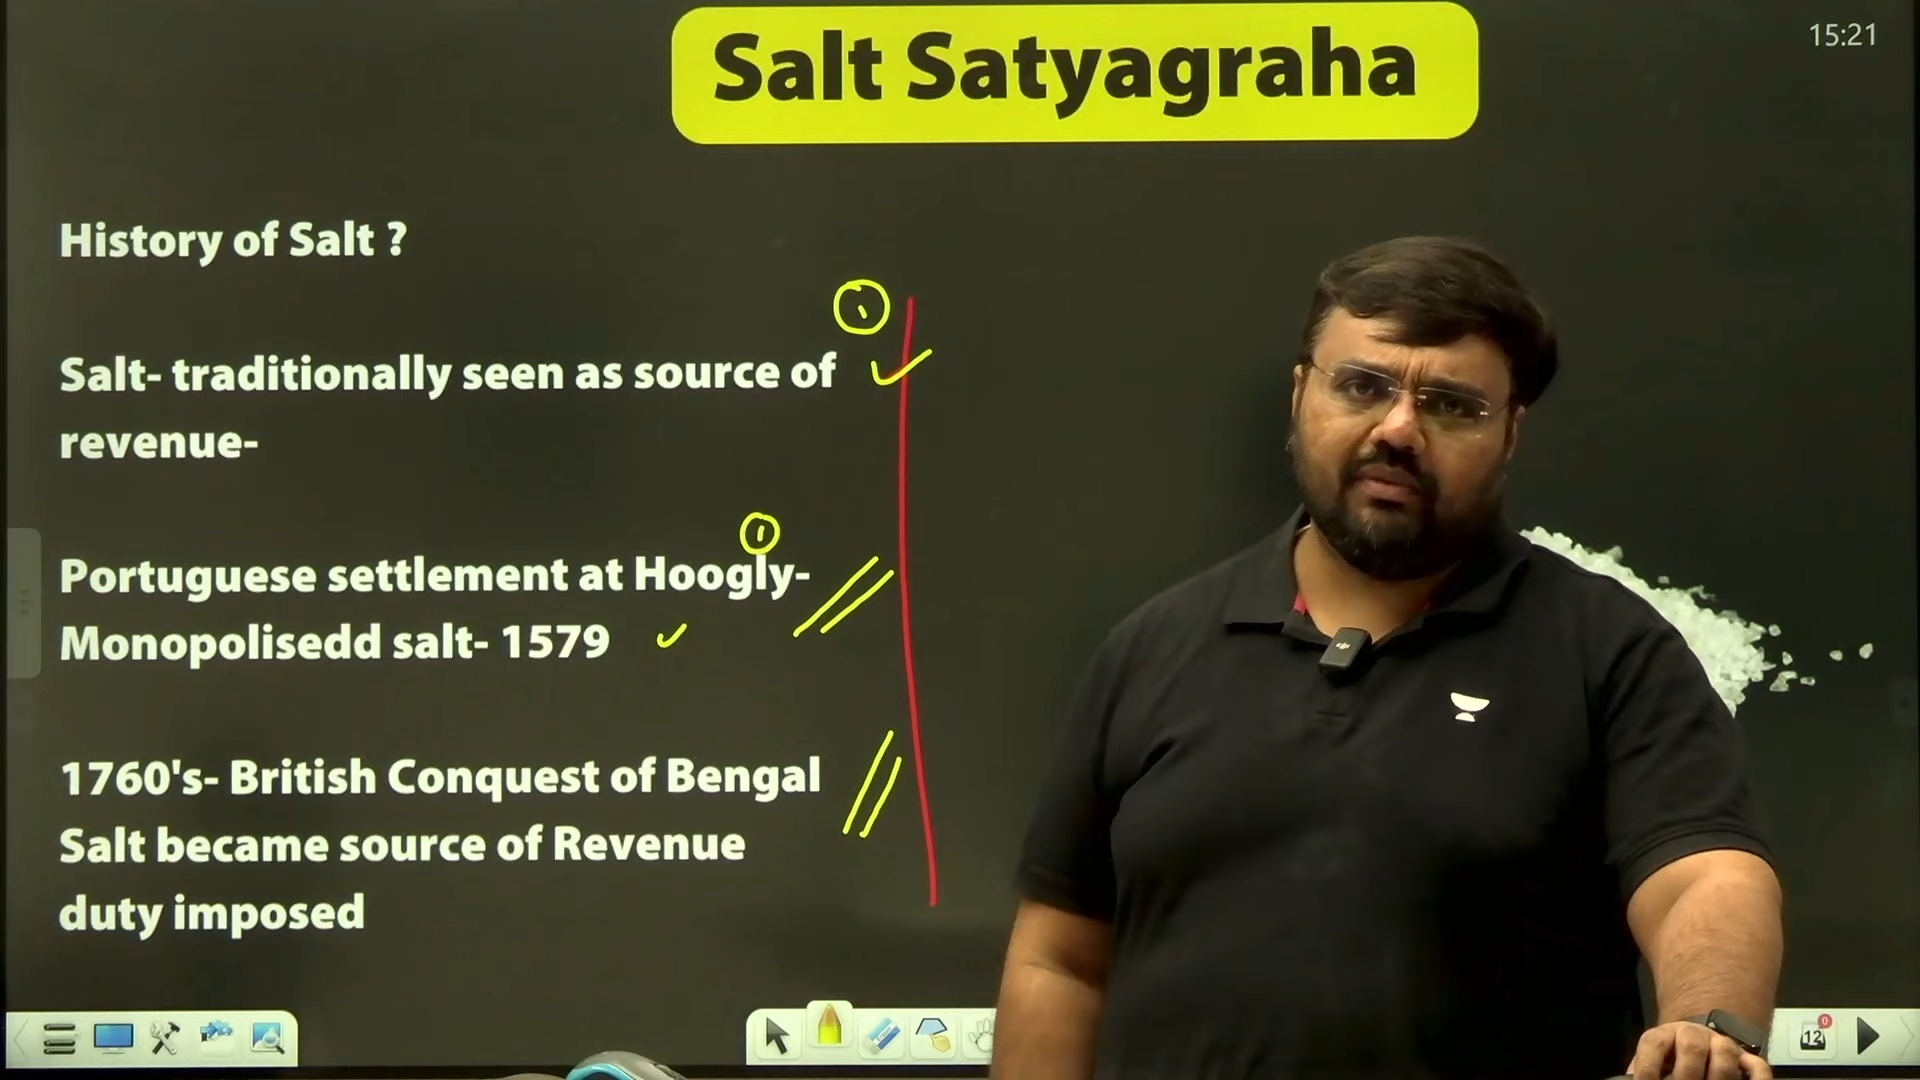 Salt Satyagraha
15:21
History of Salt ?
Salt- traditionally seen as source of
revenue-
Portuguese settlement at Hoogly-
Monopolisedd salt- 1579
1760's- British Conquest of Bengal
Salt became source of Revenue
duty imposed
12
0